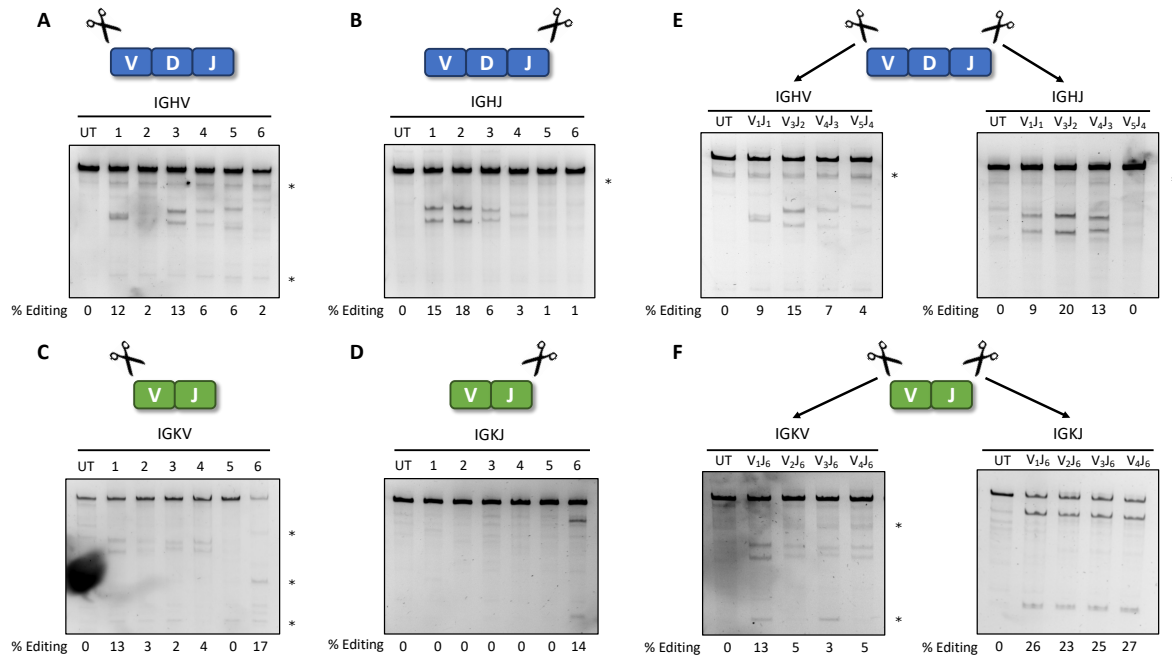 A
V D J
IGHV
UT 1 2 3 4 5 6
*
*
% Editing 0 12 2 13 6 6 2
B
V D J
IGHJ
UT 1 2 3 4 5 6
*
% Editing 0 15 18 6 3 1 1
E
V D J
IGHV
UT V₁J₁ V₃J₂ V₄J₃ V₅J₄
*
% Editing 0 9 15 7 4
IGHJ
UT V₁J₁ V₃J₂ V₄J₃ V₅J₄
% Editing 0 9 20 13 0
C
V J
IGKV
UT 1 2 3 4 5 6
*
*
*
% Editing 0 13 3 2 4 0 17
D
V J
IGKJ
UT 1 2 3 4 5 6
% Editing 0 0 0 0 0 0 14
F
V J
IGKV
UT V₁J₆ V₂J₆ V₃J₆ V₄J₆
*
*
% Editing 0 13 5 3 5
IGKJ
UT V₁J₆ V₂J₆ V₃J₆ V₄J₆
% Editing 0 26 23 25 27